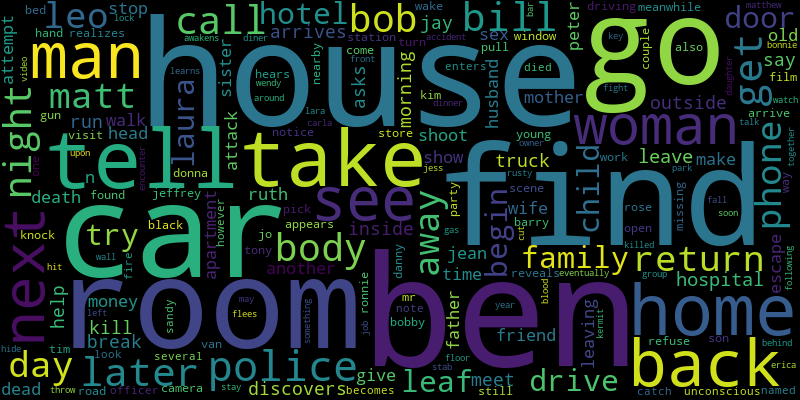 bed
leo
stop
call
hotel
bob
bill
driving
meanwhile
door
bar
matthew
man
hand
realizes
wake
jay
peter
go
get
old
arrives
sex
window
key
couple
also
say
film
lock
awakens
diner
station
turn
accident
pull
house
matt
sister
hears
nearby
come
front
enters
bonnie
attempt
video
learns
wendy
around
asks
morning
husband
died
fight
daughter
watch
night
gun
run
walk
laura
kim
mother
outside
arrive
visit
head
attack
lara
carla
dinner
notice
store
shoot
young
owner
woman
phone
talk
together
tell
take
find
car
one
upon
encounter
donna
jess
show
truck
work
leave
make
death
found
jeffrey
ruth
party
rusty
scene
child
park
missing
way
n
apartment
however
pick
see
away
begin
wife
barry
rose
fall
soon
next
knock
black
jo
appears
inside
gas
cut
open
killed
try
body
jean
family
return
escape
following
hit
wall
fire
tony
another
danny
time
reveals
eventually
hospital
help
money
left
sandy
may
flees
something
ronnie
mr
note
father
blood
group
room
ben
home
kill
break
van
job
bobby
year
friend
leaving
kermit
refuse
son
behind
hide
tim
look
several
police
floor
stab
day
later
give
leaf
meet
drive
back
erica
dead
throw
road
officer
stay
camera
discovers
becomes
still
catch
unconscious
named